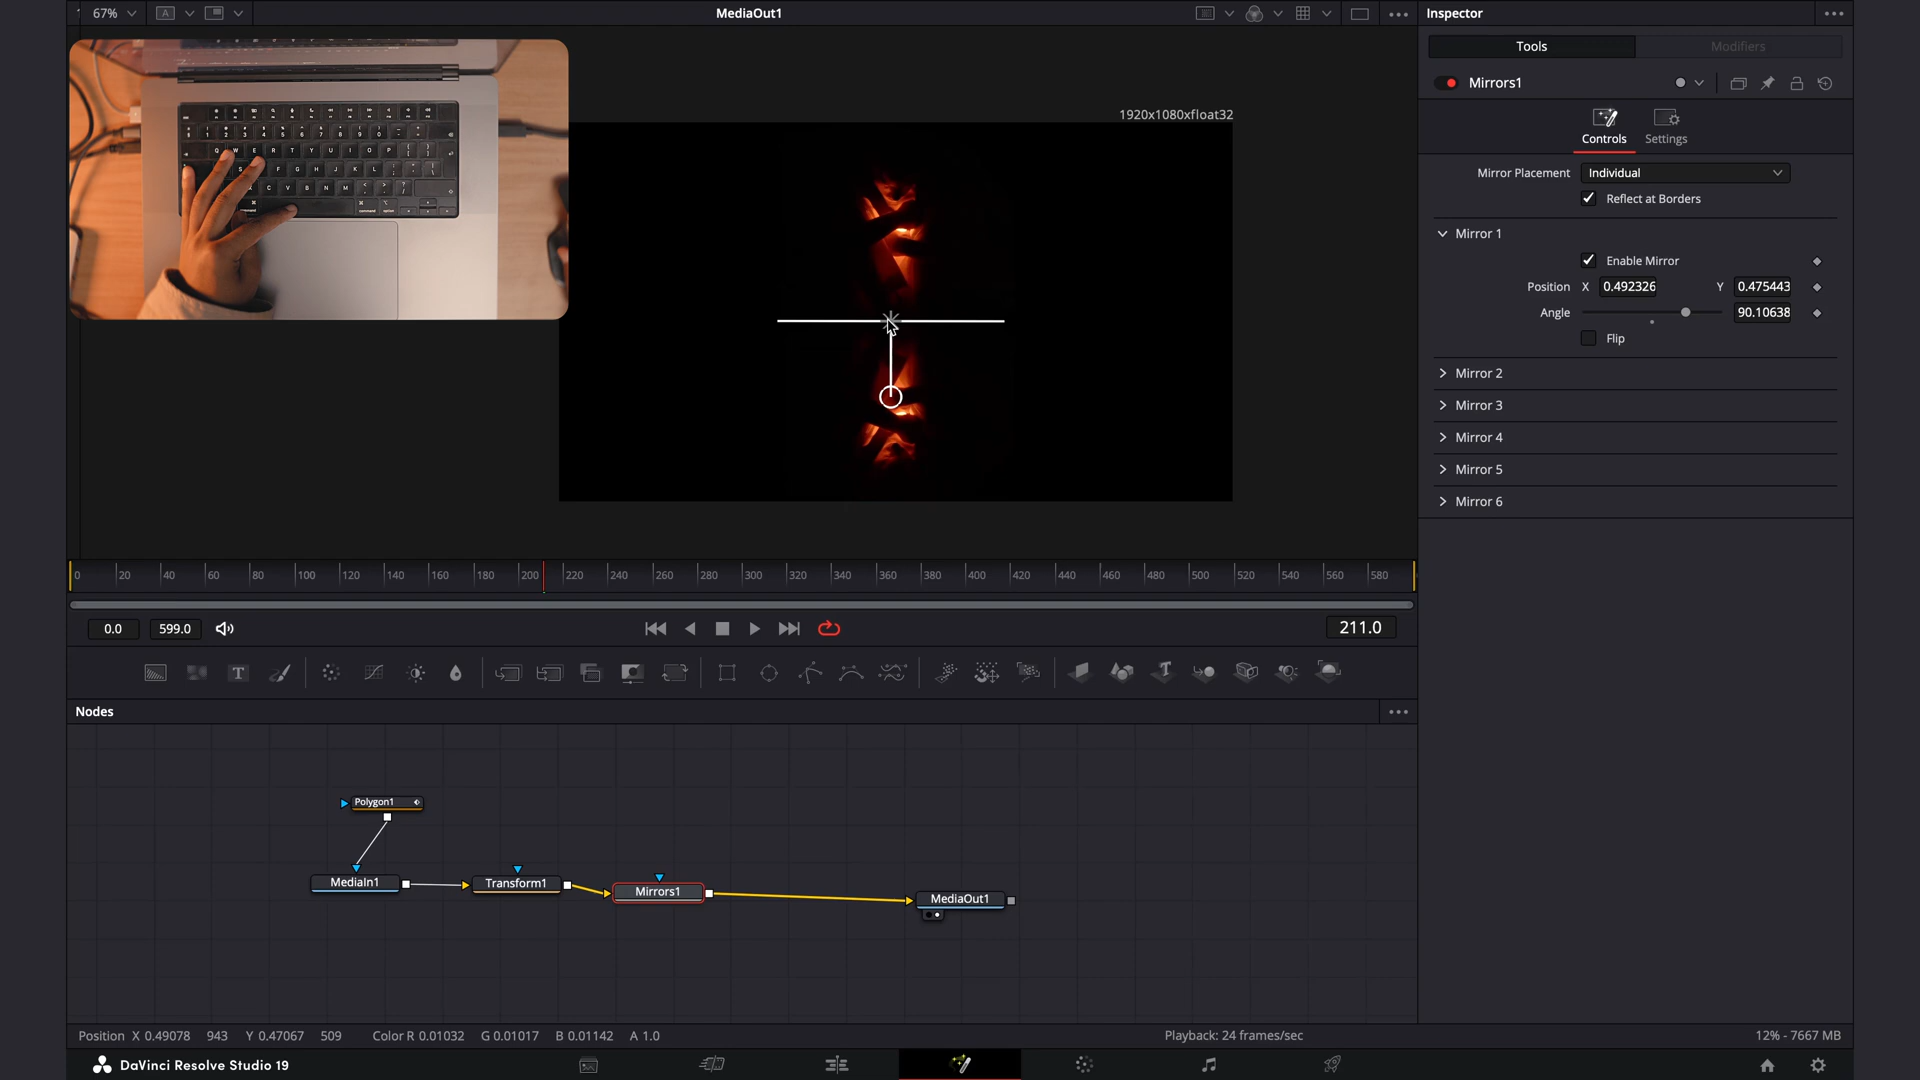 67%
A
MediaOut1
Inspector
Tools
Modifiers
Mirrors1
Controls
Settings
1920x1080xfloat32
Mirror Placement
Individual
Reflect at Borders
Mirror 1
Enable Mirror
Position X 0.492326 Y 0.475443
Angle 90.10638
Flip
Mirror 2
Mirror 3
Mirror 4
Mirror 5
Mirror 6
0 20 40 60 80 100 120 140 160 180 200 220 240 260 280 300 320 340 360 380 400 420 440 460 480 500 520 540 560 580
0.0
599.0
211.0
T
T
Nodes
Polygon1
MediaIn1
Transform1
Mirrors1
MediaOut1
Position X 0.49078 943 Y 0.47067 509 Color R 0.01032 G 0.01017 B 0.01142 A 1.0
Playback: 24 frames/sec
12% - 7667 MB
DaVinci Resolve Studio 19